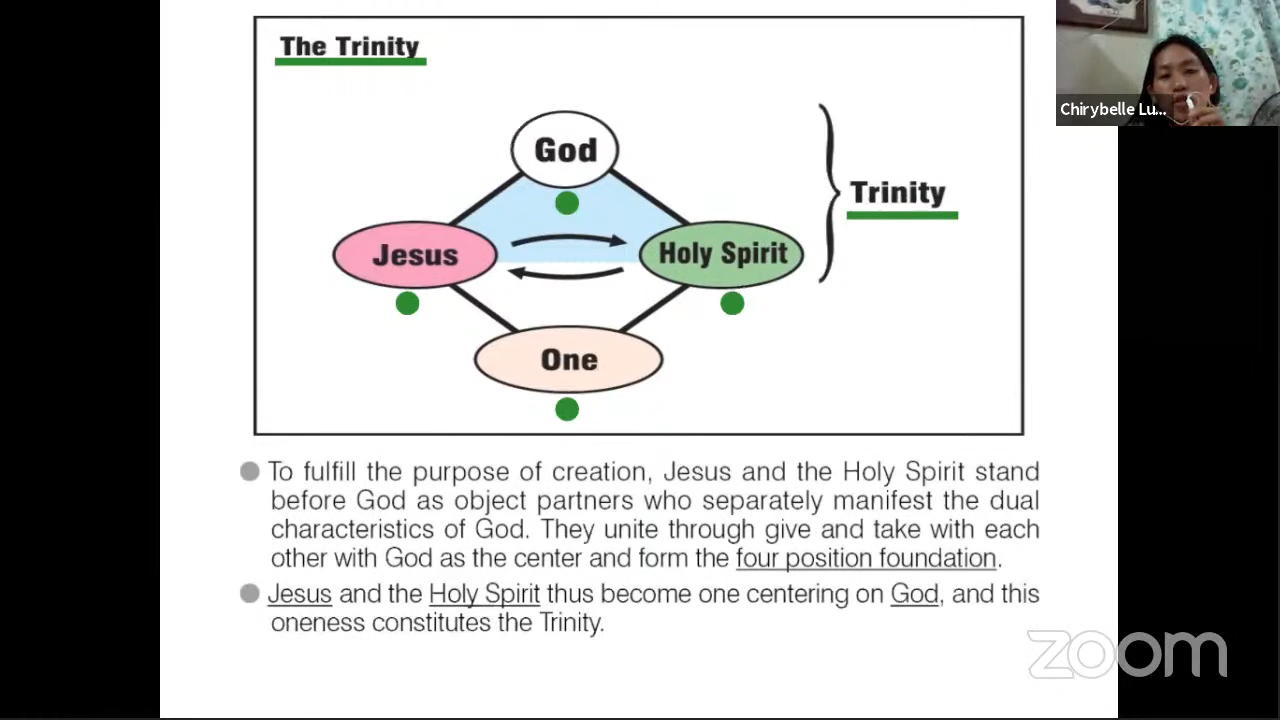 The Trinity
God
Trinity
Jesus
Holy Spirit
One
To fulfill the purpose of creation, Jesus and the Holy Spirit stand
before God as object partners who separately manifest the dual
characteristics of God. They unite through give and take with each
other with God as the center and form the four position foundation.
Jesus and the Holy Spirit thus become one centering on God, and this
oneness constitutes the Trinity.
Chirybelle Lu...
zoom